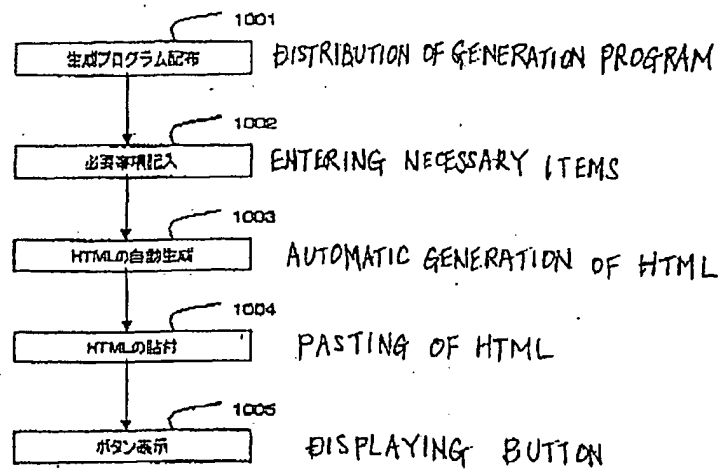 1001
生成プログラム配布 DISTRIBUTION OF GENERATION PROGRAM
1002
必要事項記入 ENTERING NECESSARY ITEMS
1003
HTMLの自動生成 AUTOMATIC GENERATION OF HTML
1004
HTMLの貼付 PASTING OF HTML
1005
ボタン表示 DISPLAYING BUTTON